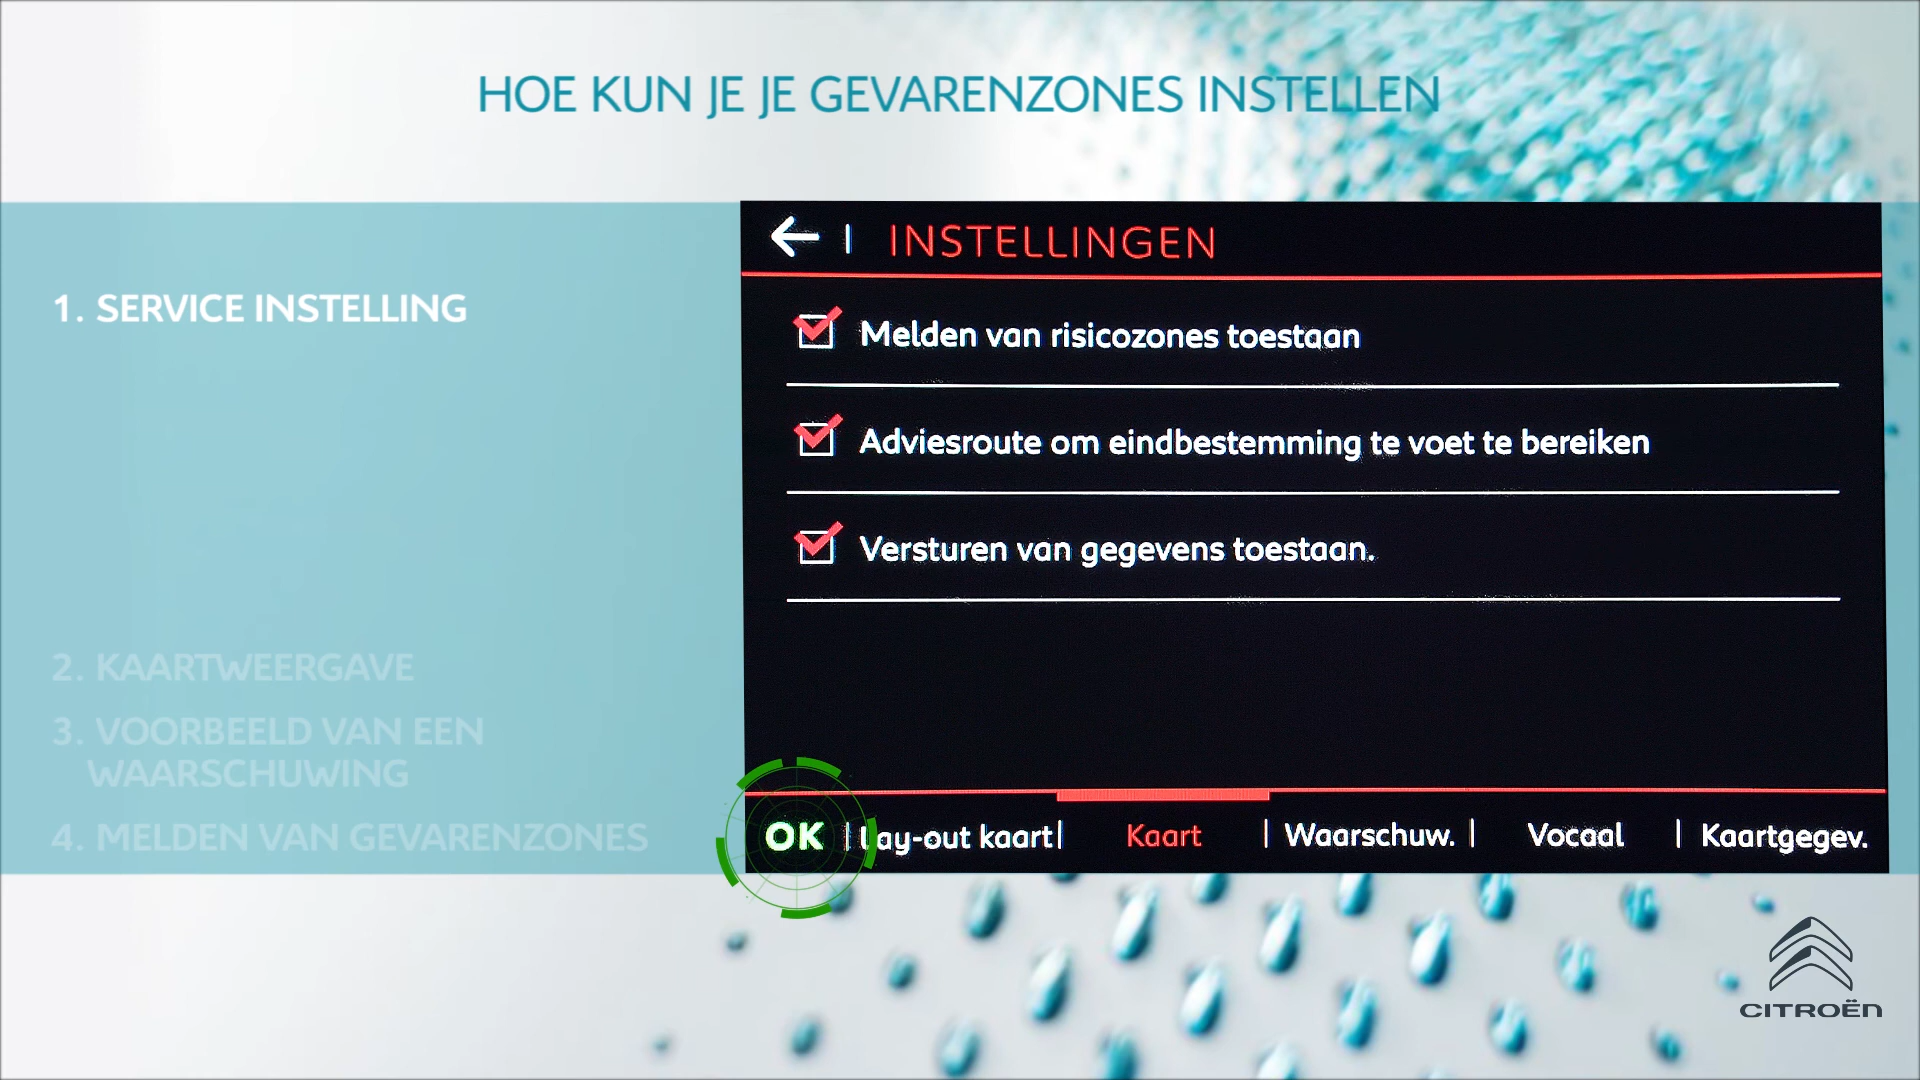 HOE KUN JE JE GEVARENZONES INSTELLEN
1. SERVICE INSTELLING
2. KAARTWEERGAVE
3. VOORBEELD VAN EEN
WAARSCHUWING
4. MELDEN VAN GEVARENZONES
INSTELLINGEN
Melden van risicozones toestaan
Adviesroute om eindbestemming te voet te bereiken
Versturen van gegevens toestaan.
OK | Lay-out kaart | Kaart | Waarschuw. | Vocaal | Kaartgegev.
CITROËN